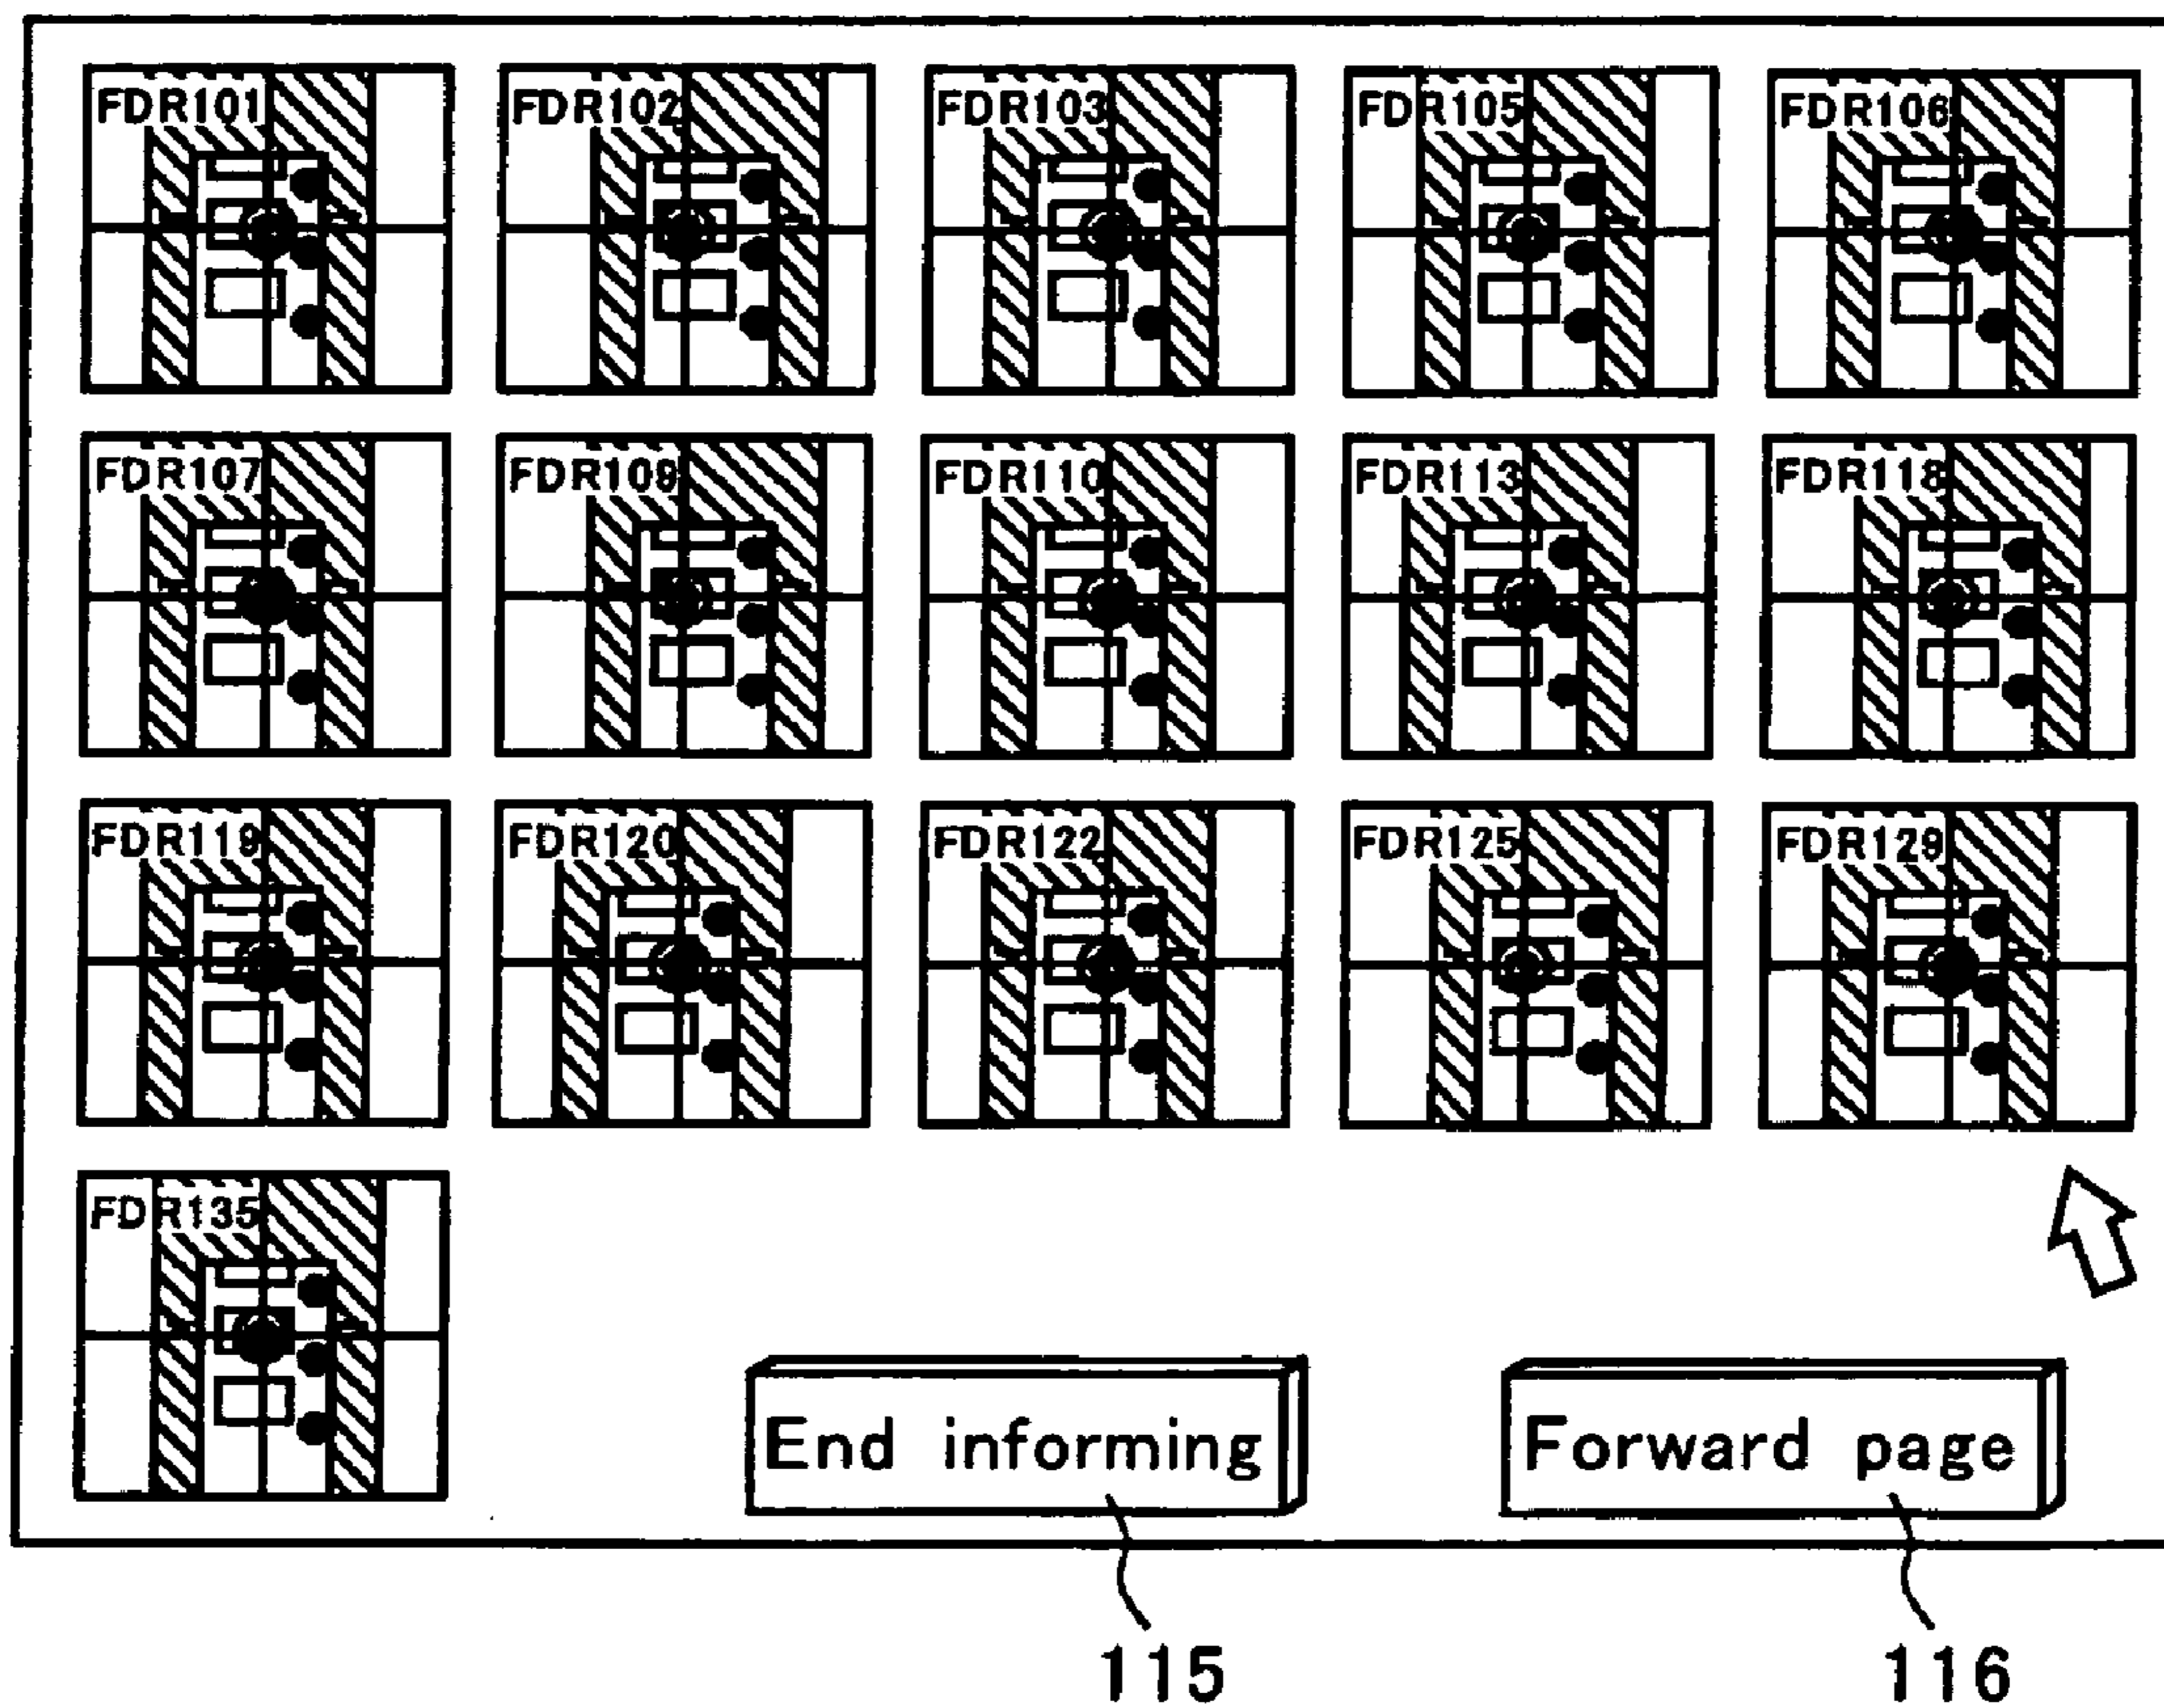 FDR101 FDR102 FDR103 FDR105 FDR106
FDR107 FDR109 FDR110 FDR113 FDR118
FDR119 FDR120 FDR122 FDR125 FDR129
FDR135
End informing Forward page
115 116